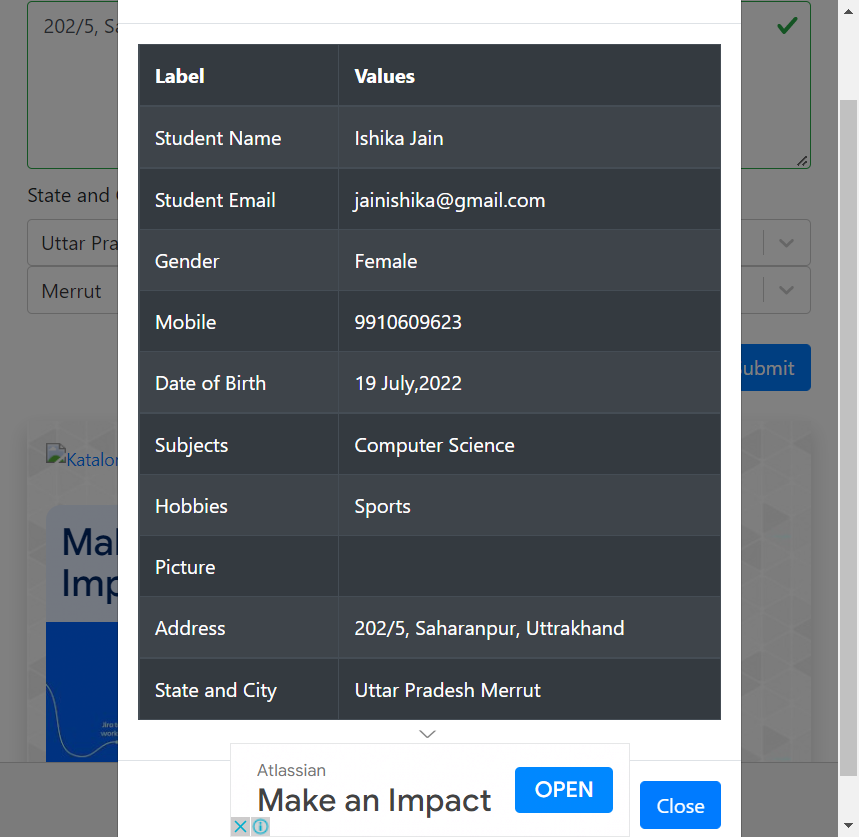 202/5, Sa
Label Values
Student Name Ishika Jain
Student Email jainishika@gmail.com
Gender Female
Mobile 9910609623
Date of Birth 19 July,2022
Subjects Computer Science
Hobbies Sports
Picture
Address 202/5, Saharanpur, Uttrakhand
State and City Uttar Pradesh Merrut
State and
Uttar Pra
Merrut
ubmit
Katalon
Mak
Imp
Atlassian
Make an Impact
OPEN
Close